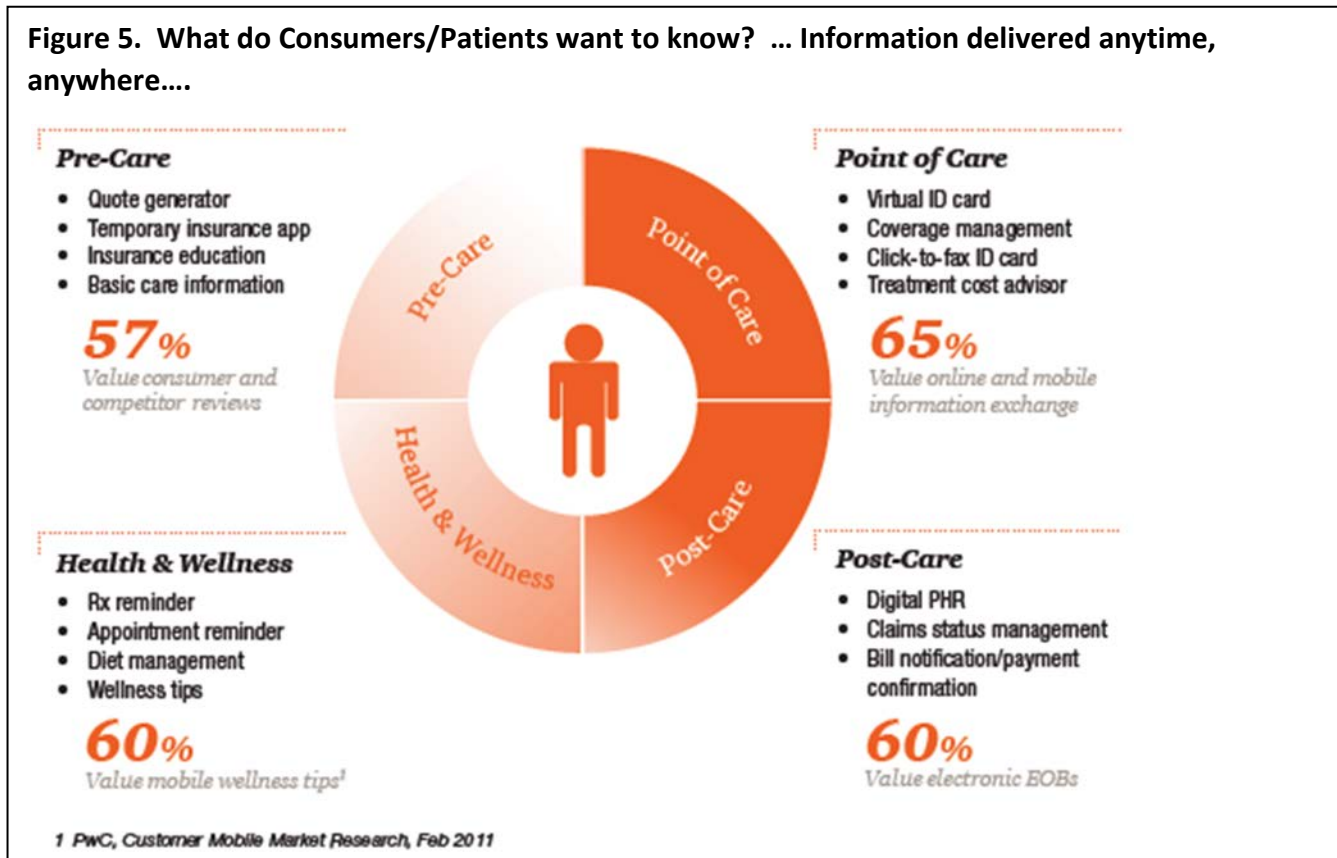 Figure 5. What do Consumers/Patients want to know? ... Information delivered anytime,
anywhere....
Pre-Care
• Quote generator
• Temporary insurance app
• Insurance education
• Basic care information
57%
Value consumer and
competitor reviews
Point of Care
• Virtual ID card
• Coverage management
• Click-to-fax ID card
• Treatment cost advisor
65%
Value online and mobile
information exchange
Pre-Care
Point of Care
Health & Wellness
Post-Care
Health & Wellness
• Rx reminder
• Appointment reminder
• Diet management
• Wellness tips
60%
Value mobile wellness tips¹
Post-Care
• Digital PHR
• Claims status management
• Bill notification/payment
confirmation
60%
Value electronic EOBs
1 PwC, Customer Mobile Market Research, Feb 2011